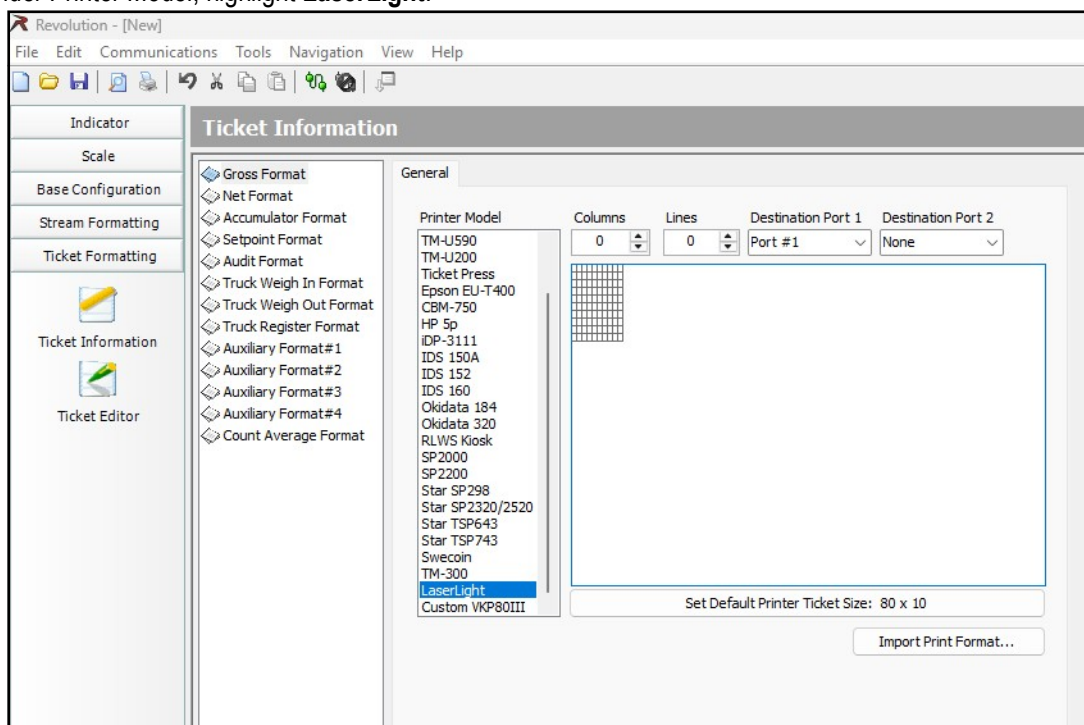 Printer Model, highlight LaserLight.
Revolution - [New]
File Edit Communications Tools Navigation View Help
Indicator
Scale
Base Configuration
Stream Formatting
Ticket Formatting
Ticket Information
Ticket Editor
Ticket Information
Gross Format
Net Format
Accumulator Format
Setpoint Format
Audit Format
Truck Weigh In Format
Truck Weigh Out Format
Truck Register Format
Auxiliary Format#1
Auxiliary Format#2
Auxiliary Format#3
Auxiliary Format#4
Count Average Format
General
Printer Model Columns Lines Destination Port 1 Destination Port 2
0 0 Port #1 None
TM-U590
TM-U200
Ticket Press
Epson EU-T400
CBM-750
HP 5p
iDP-3111
IDS 150A
IDS 152
IDS 160
Okidata 184
Okidata 320
RLWS Kiosk
SP2000
SP2200
Star SP298
Star SP2320/2520
Star TSP643
Star TSP743
Swecoin
TM-300
LaserLight
Custom VKP80III
Set Default Printer Ticket Size: 80 x 10
Import Print Format...